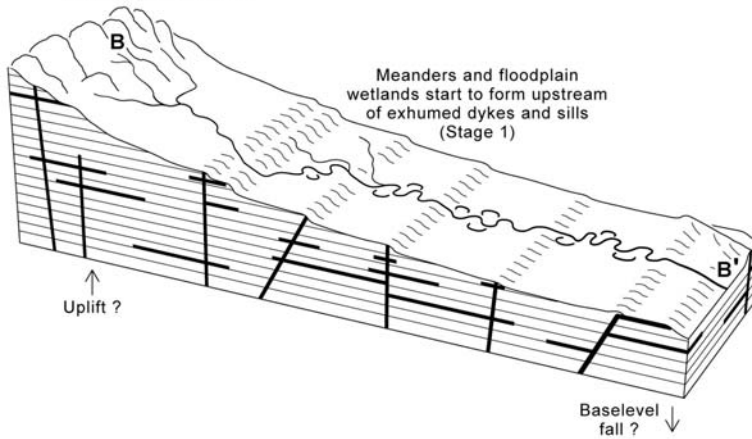 B
Meanders and floodplain
wetlands start to form upstream
of exhumed dykes and sills
(Stage 1)
B'
Uplift ?
Baselevel
fall ?